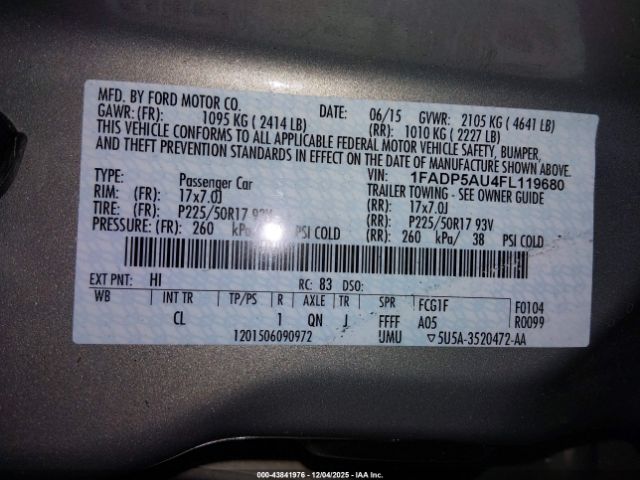 MFD. BY FORD MOTOR CO. DATE: 06/15 GVWR: 2105 KG ( 4641 LB)
GAWR: (FR): 1095 KG ( 2414 LB) (RR): 1010 KG ( 2227 LB)
THIS VEHICLE CONFORMS TO ALL APPLICABLE FEDERAL MOTOR VEHICLE SAFETY, BUMPER,
AND THEFT PREVENTION STANDARDS IN EFFECT ON THE DATE OF MANUFACTURE SHOWN ABOVE.
VIN: 1FADP5AU4FL119680
TYPE: Passenger Car TRAILER TOWING - SEE OWNER GUIDE
RIM: (FR): 17x7.0J (RR): 17x7.0J
TIRE: (FR): P225/50R17 93V (RR): P225/50R17 93V
PRESSURE: (FR): 260 kPa/ PSI COLD (RR): 260 kPa/ 38 PSI COLD
EXT PNT: HI RC: 83 DSO:
WB INT TR TP/PS R AXLE TR SPR FCG1F F0104
CL 1 QN J FFFF A05 R0099
1201506090972 UMU ▽5U5A-3520472-AA
000-43841976 | 12/04/2025 | IAA Inc.